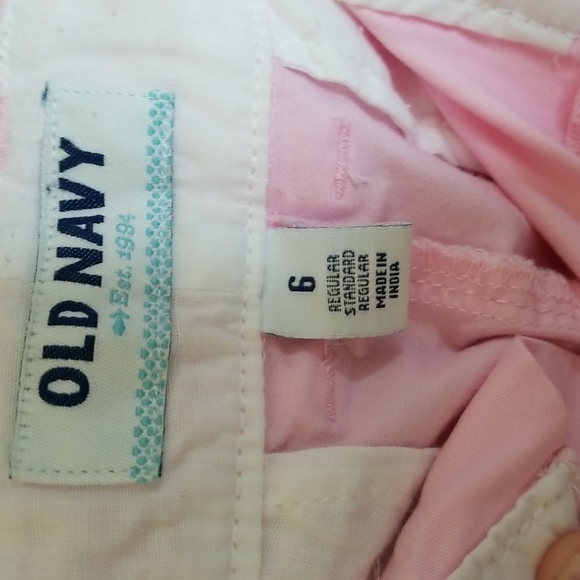 OLD NAVY
Est. 1994
6
REGULAR
STANDARD
REGULAR
MADE IN
INDIA